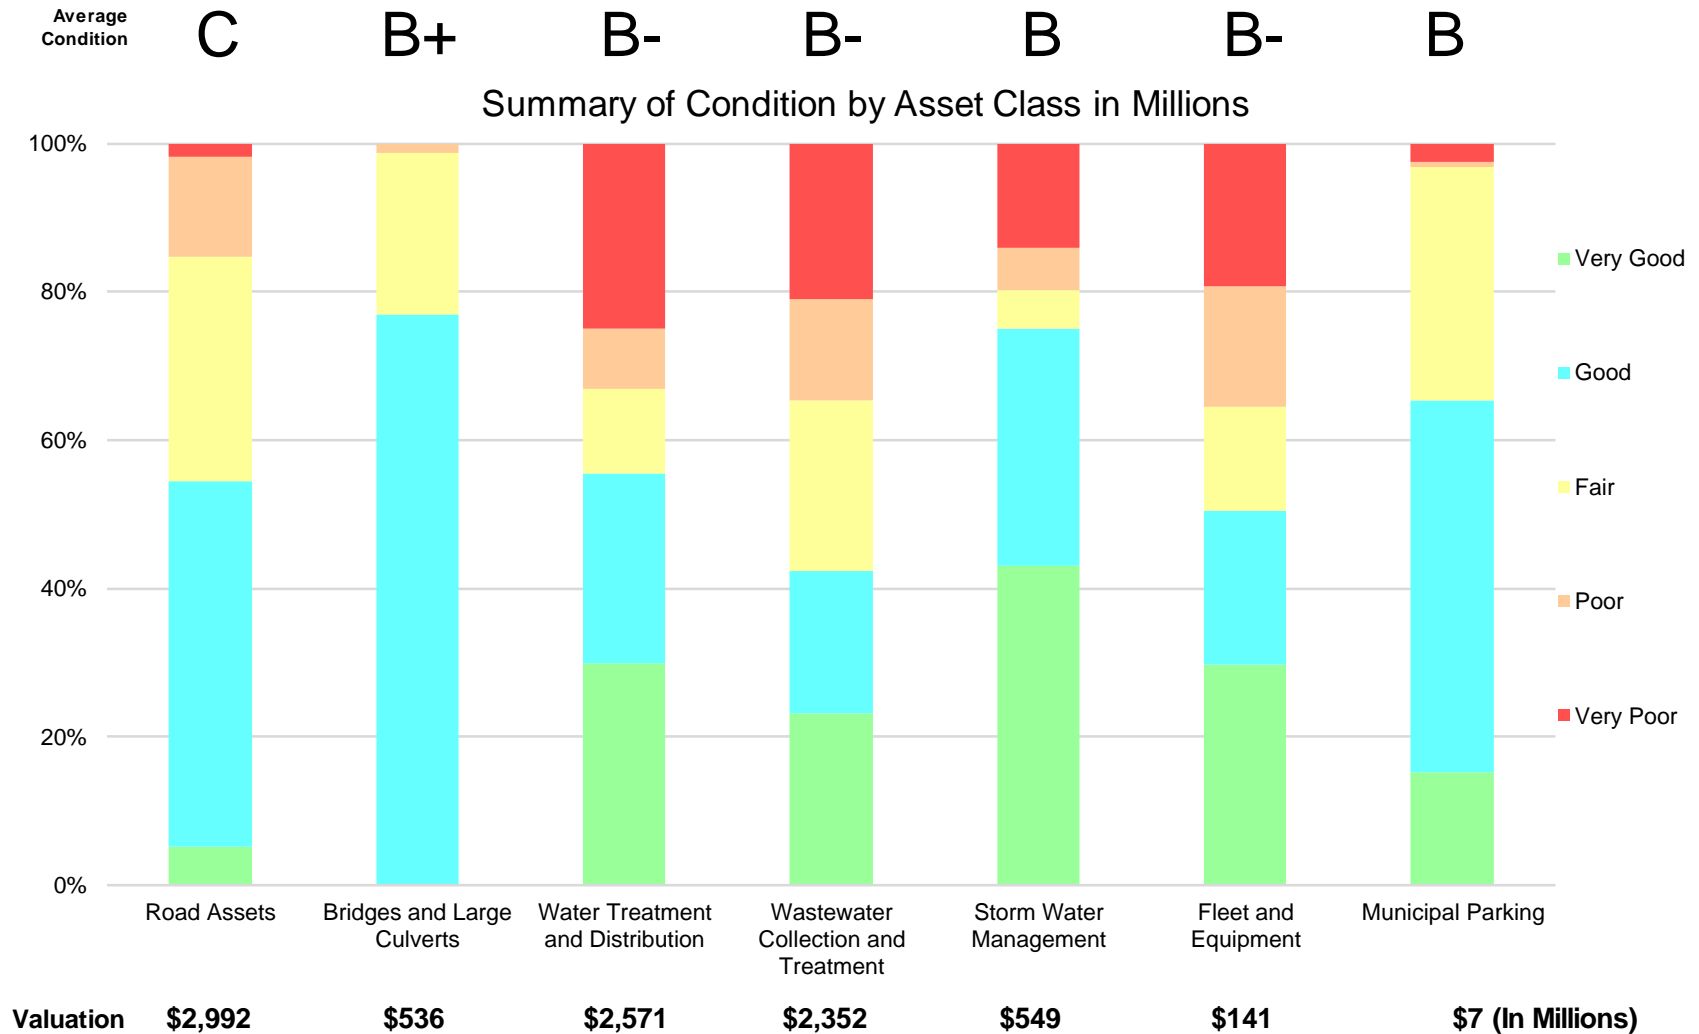 Average
Condition
C B+ B- B- B B- B
Summary of Condition by Asset Class in Millions
100%
80%
60%
40%
20%
0%
Very Good
Good
Fair
Poor
Very Poor
Road Assets
Bridges and Large
Culverts
Water Treatment
and Distribution
Wastewater
Collection and
Treatment
Storm Water
Management
Fleet and
Equipment
Municipal Parking
Valuation $2,992 $536 $2,571 $2,352 $549 $141 $7 (In Millions)